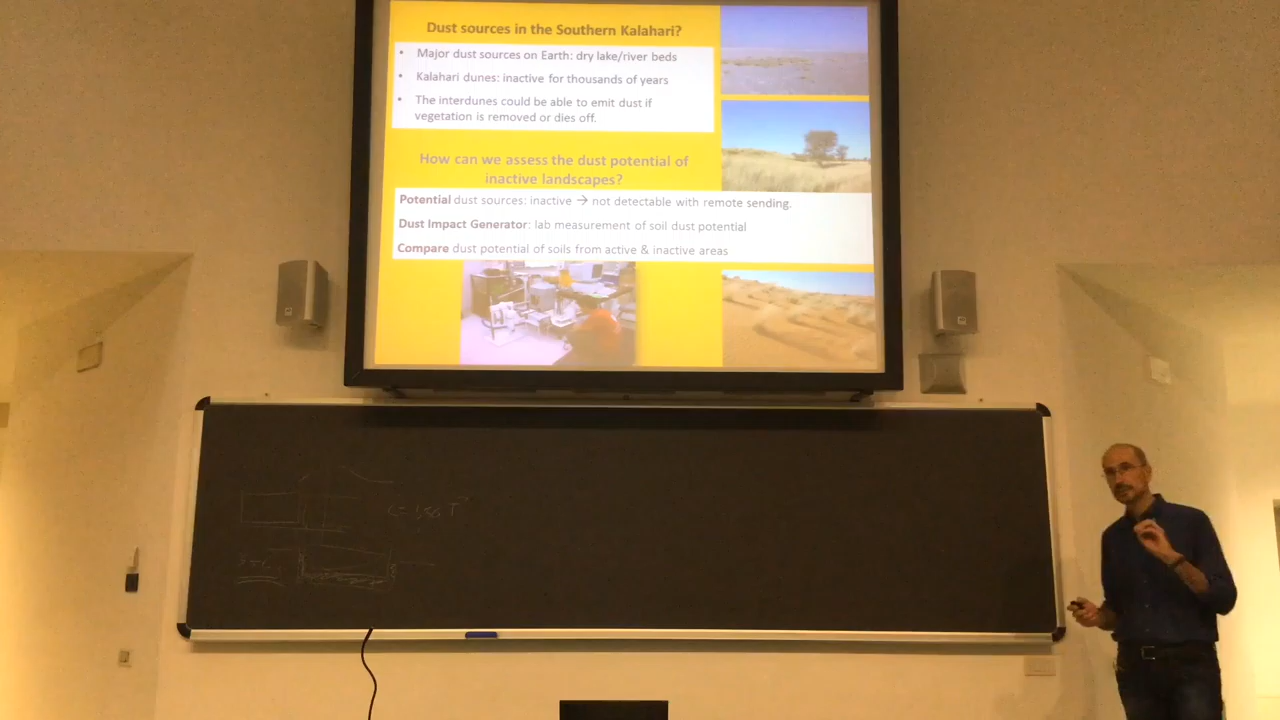 Dust sources in the Southern Kalahari?
• Major dust sources on Earth: dry lake/river beds
• Kalahari dunes: inactive for thousands of years
• The interdunes could be able to emit dust if
vegetation is removed or dies off.
How can we assess the dust potential of
inactive landscapes?
Potential dust sources: inactive → not detectable with remote sending.
Dust Impact Generator: lab measurement of soil dust potential
Compare dust potential of soils from active & inactive areas